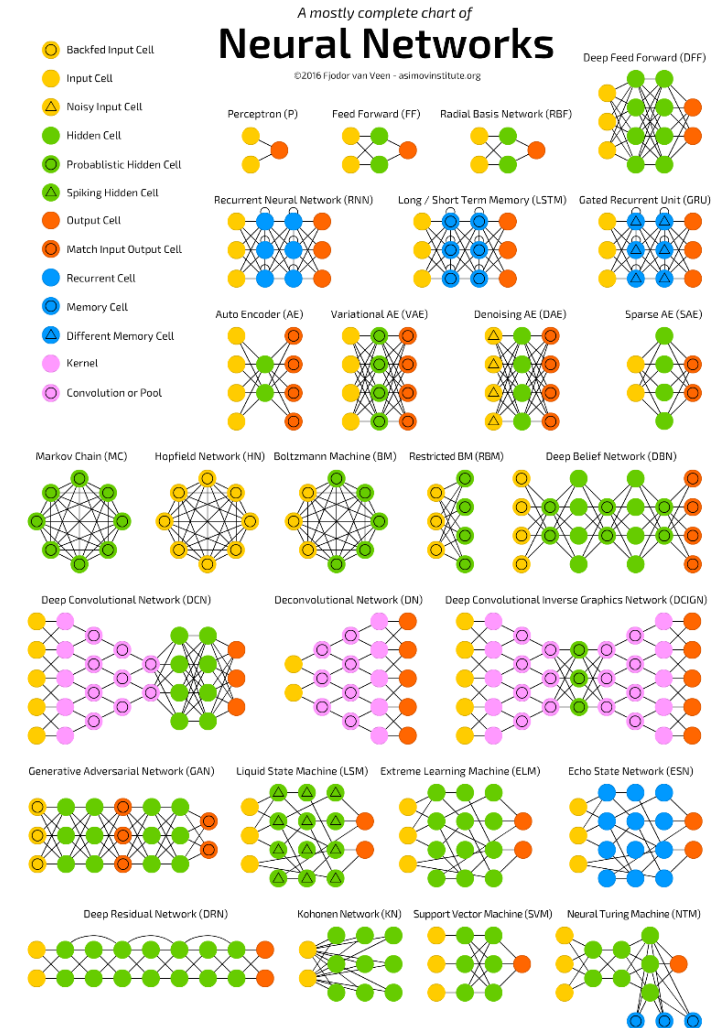 A mostly complete chart of
Neural Networks
©2016 Fjodor van Veen - asimovinstitute.org
Backfed Input Cell
Input Cell
Noisy Input Cell
Hidden Cell
Probablistic Hidden Cell
Spiking Hidden Cell
Output Cell
Match Input Output Cell
Recurrent Cell
Memory Cell
Different Memory Cell
Kernel
Convolution or Pool
Deep Feed Forward (DFF)
Perceptron (P)
Feed Forward (FF)
Radial Basis Network (RBF)
Recurrent Neural Network (RNN)
Long / Short Term Memory (LSTM)
Gated Recurrent Unit (GRU)
Auto Encoder (AE)
Variational AE (VAE)
Denoising AE (DAE)
Sparse AE (SAE)
Markov Chain (MC)
Hopfield Network (HN)
Boltzmann Machine (BM)
Restricted BM (RBM)
Deep Belief Network (DBN)
Deep Convolutional Network (DCN)
Deconvolutional Network (DN)
Deep Convolutional Inverse Graphics Network (DCIGN)
Generative Adversarial Network (GAN)
Liquid State Machine (LSM)
Extreme Learning Machine (ELM)
Echo State Network (ESN)
Deep Residual Network (DRN)
Kohonen Network (KN)
Support Vector Machine (SVM)
Neural Turing Machine (NTM)